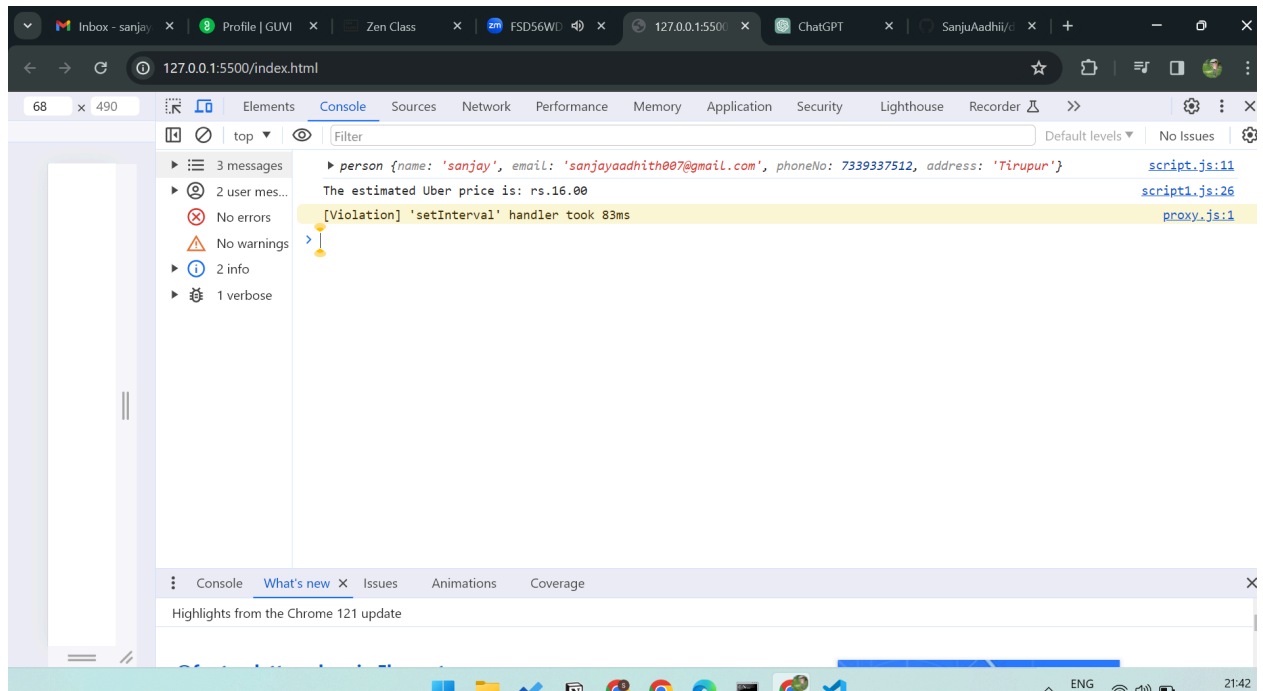 Inbox - sanjay Profile | GUVI Zen Class FSD56WD 127.0.0.1:5500 ChatGPT SanjuAadhii/d
127.0.0.1:5500/index.html
68 x 490 Elements Console Sources Network Performance Memory Application Security Lighthouse Recorder
top Filter Default levels No Issues
3 messages
2 user mes...
No errors
No warnings
2 info
1 verbose
person {name: 'sanjay', email: 'sanjayaadhith007@gmail.com', phoneNo: 7339337512, address: 'Tirupur'} script.js:11
The estimated Uber price is: rs.16.00 script1.js:26
[Violation] 'setInterval' handler took 83ms proxy.js:1
Console What's new Issues Animations Coverage
Highlights from the Chrome 121 update
ENG 21:42